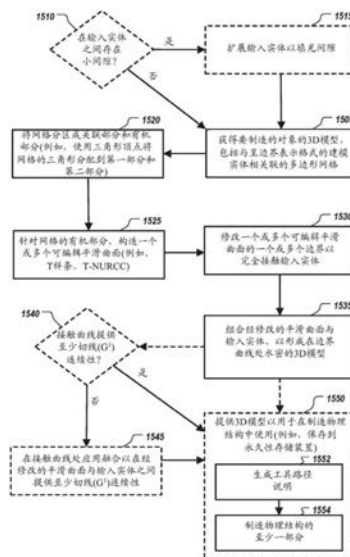 1510
在输入实体
之间存在
小间隙?
是
1515
扩展输入实体以填充间隙
否
1505
获得要制造的对象的3D模型,
包括与呈边界表示格式的建模
实体相关联的多边形网格
1520
将网格分区成关联部分和有机
部分(例如,使用三角形顶点将
网格的三角形分配到第一部分和
第二部分)
1525
针对网格的有机部分,构造一个
或多个可编辑平滑曲面(例如,
T样条、T-NURCC)
1530
修改一个或多个可编辑平滑
曲面的一个或多个边界以
完全接触输入实体
1535
组合经修改的平滑曲面与
输入实体,以形成在边界
曲线处水密的3D模型
1540
接触曲线提供
至少切线(G¹)
连续性?
是
否
1545
在接触曲线处应用融合以在经
修改的平滑曲面与输入实体之间
提供至少切线(G¹)连续性
1550
提供3D模型以用于在制造物理
结构中使用(例如,保存到
永久性存储装置)
1552
生成工具路径
说明
1554
制造物理结构的
至少一部分